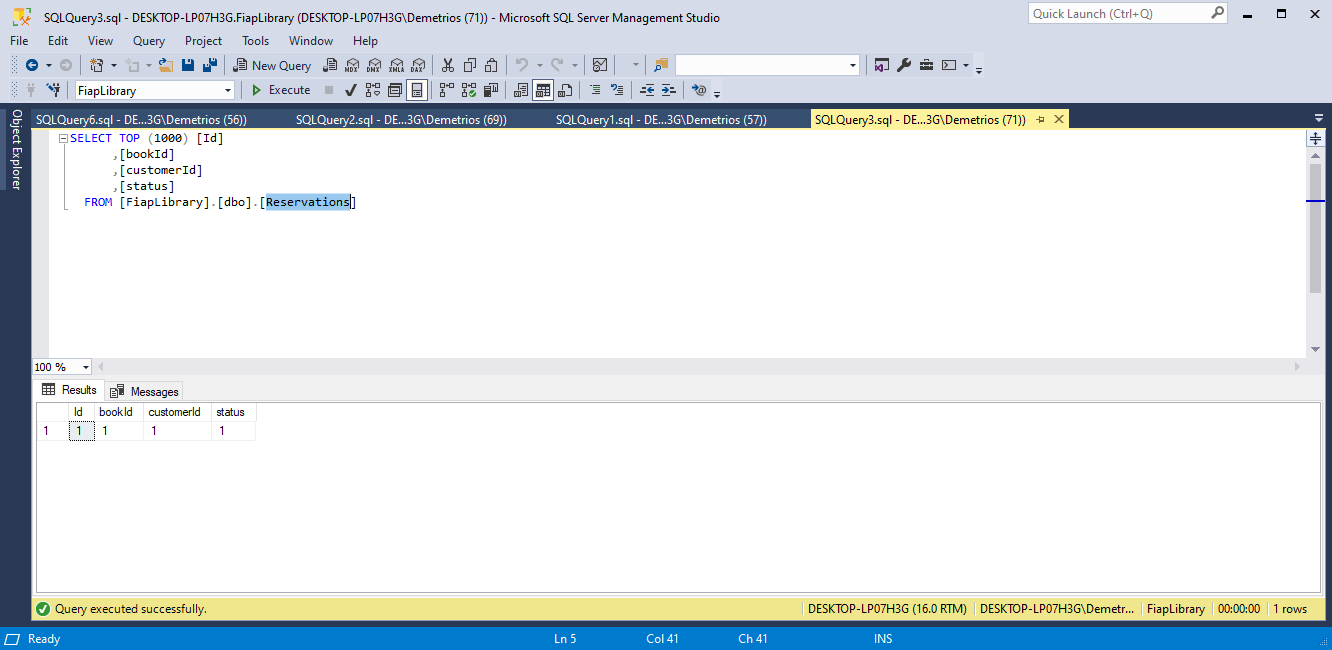 SQLQuery3.sql - DESKTOP-LP07H3G.FiapLibrary (DESKTOP-LP07H3G\Demetrios (71)) - Microsoft SQL Server Management Studio
Quick Launch (Ctrl+Q)
File Edit View Query Project Tools Window Help
New Query MDX DMX XMLA DAX
FiapLibrary Execute
Object Explorer
SQLQuery6.sql - DE...3G\Demetrios (56)) SQLQuery2.sql - DE...3G\Demetrios (69)) SQLQuery1.sql - DE...3G\Demetrios (57)) SQLQuery3.sql - DE...3G\Demetrios (71))
SELECT TOP (1000) [Id]
,[bookId]
,[customerId]
,[status]
FROM [FiapLibrary].[dbo].[Reservations]
100 %
Results Messages
Id bookId customerId status
1 1 1 1 1
Query executed successfully. DESKTOP-LP07H3G (16.0 RTM) DESKTOP-LP07H3G\Demetr... FiapLibrary 00:00:00 1 rows
Ready Ln 5 Col 41 Ch 41 INS